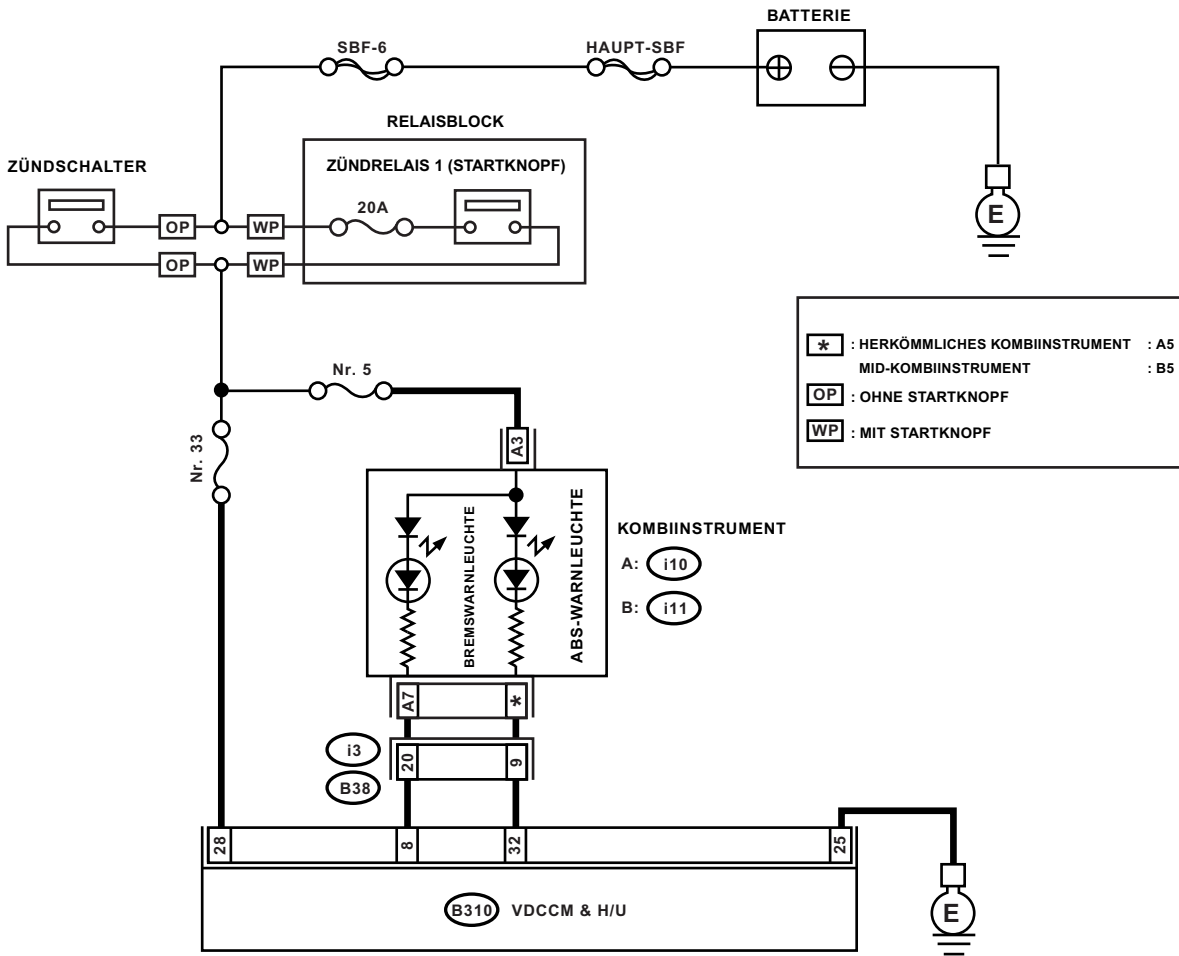 BATTERIE
SBF-6
HAUPT-SBF
RELAISBLOCK
ZÜNDSCHALTER
ZÜNDRELAIS 1 (STARTKNOPF)
20A
E
OP
WP
OP
WP
* : HERKÖMMLICHES KOMBIINSTRUMENT : A5
MID-KOMBIINSTRUMENT : B5
OP : OHNE STARTKNOPF
WP : MIT STARTKNOPF
Nr. 5
Nr. 33
A3
BREMSWARNLEUCHTE
ABS-WARNLEUCHTE
KOMBIINSTRUMENT
A: i10
B: i11
A7
*
i3
B38
20
9
28
8
32
25
B310 VDCCM & H/U
E